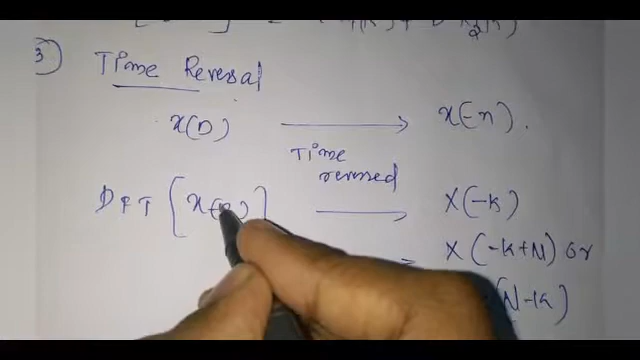 3) Time Reversal
x(n) → x(-n).
Time
reversed
DFT [x(-n)] → X(-k)
= X(-k+N) or
(N-k)